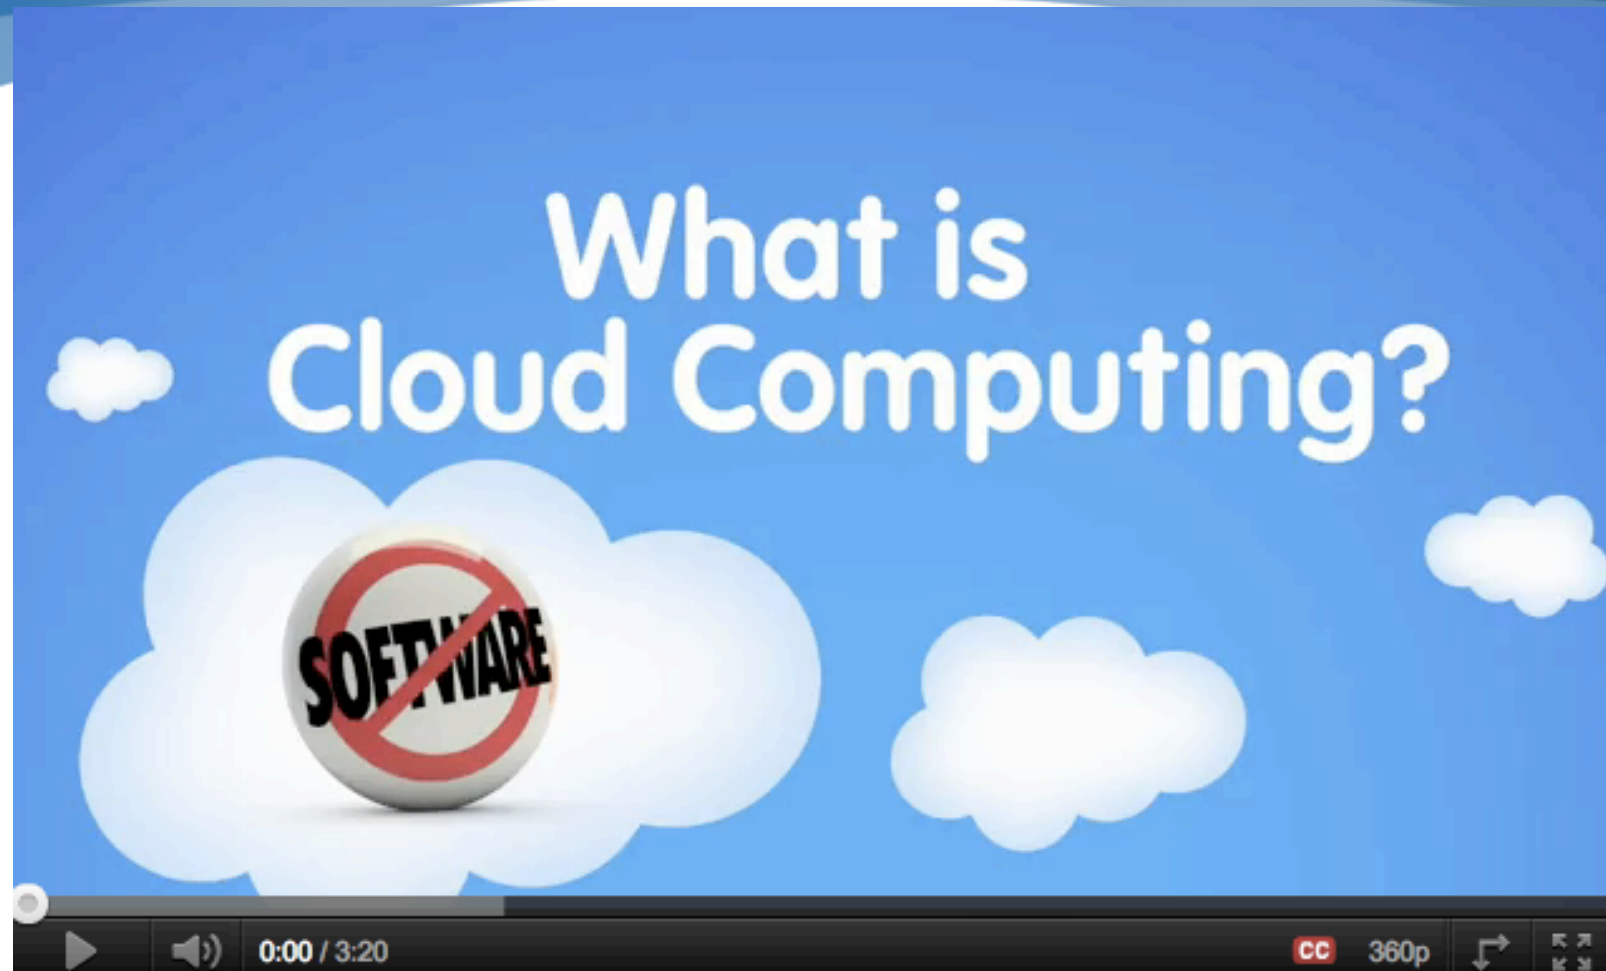 What is
Cloud Computing?
SOFTWARE
0:00 / 3:20
CC
360p